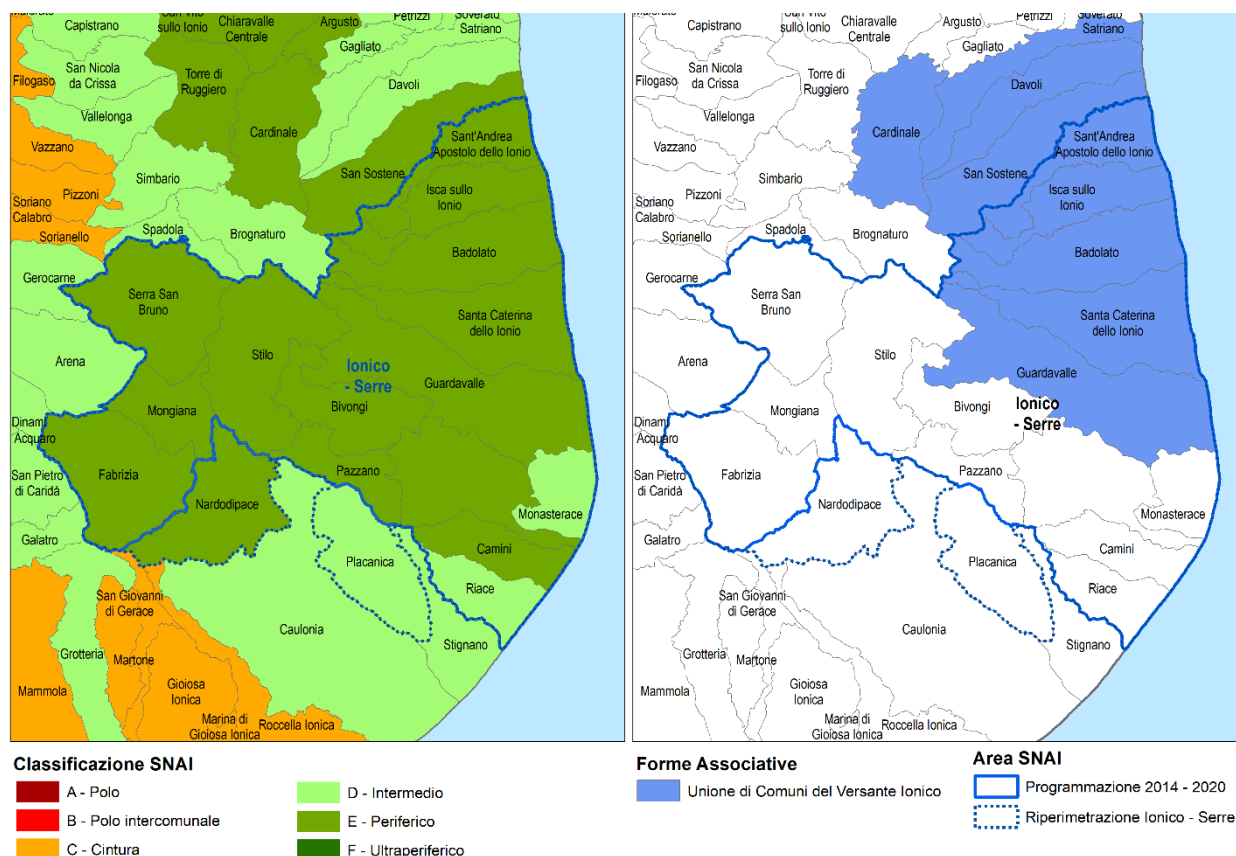 Capistrano
sullo Ionio
Chiaravalle
Centrale
Argusto
Petrizzi
Soverato
Satriano
Gagliato
San Nicola
da Crissa
Torre di
Ruggiero
Filogaso
Davoli
Vallelonga
Cardinale
Vazzano
Sant'Andrea
Apostolo dello Ionio
Simbario
San Sostene
Pizzoni
Isca sullo
Ionio
Soriano
Calabro
Spadola
Sorianello
Brognaturo
Badolato
Gerocarne
Serra San
Bruno
Santa Caterina
dello Ionio
Stilo
Arena
Ionico
- Serre
Guardavalle
Bivongi
Mongiana
Dinami
Acquaro
San Pietro
di Caridà
Fabrizia
Pazzano
Nardodipace
Monasterace
Galatro
Camini
Placanica
Riace
San Giovanni
di Gerace
Caulonia
Stignano
Grotteria
Martone
Mammola
Gioiosa
Ionica
Marina di
Gioiosa Ionica
Roccella Ionica
Capistrano
sullo Ionio
Chiaravalle
Centrale
Argusto
Petrizzi
Soverato
Satriano
Gagliato
San Nicola
da Crissa
Torre di
Ruggiero
Filogaso
Davoli
Vallelonga
Cardinale
Vazzano
Sant'Andrea
Apostolo dello Ionio
Simbario
San Sostene
Pizzoni
Isca sullo
Ionio
Soriano
Calabro
Spadola
Sorianello
Brognaturo
Badolato
Gerocarne
Serra San
Bruno
Santa Caterina
dello Ionio
Stilo
Arena
Guardavalle
Bivongi
Ionico
- Serre
Mongiana
Dinami
Acquaro
San Pietro
di Caridà
Fabrizia
Pazzano
Nardodipace
Monasterace
Galatro
Camini
Placanica
Riace
San Giovanni
di Gerace
Caulonia
Stignano
Grotteria
Martone
Mammola
Gioiosa
Ionica
Marina di
Gioiosa Ionica
Roccella Ionica
Classificazione SNAI
A - Polo
B - Polo intercomunale
C - Cintura
D - Intermedio
E - Periferico
F - Ultraperiferico
Forme Associative
Unione di Comuni del Versante Ionico
Area SNAI
Programmazione 2014 - 2020
Riperimetrazione Ionico - Serre